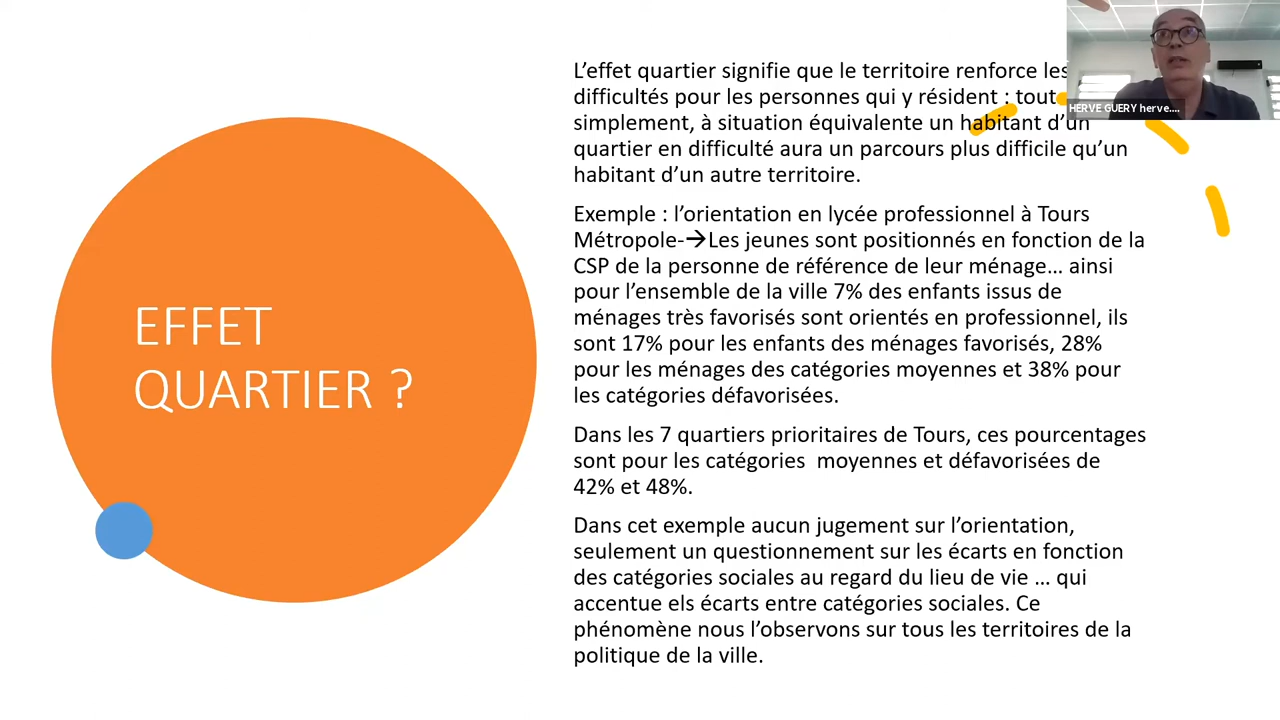 EFFET
QUARTIER ?
L’effet quartier signifie que le territoire renforce les
difficultés pour les personnes qui y résident : tout
simplement, à situation équivalente un habitant d’un
quartier en difficulté aura un parcours plus difficile qu’un
habitant d’un autre territoire.
Exemple : l’orientation en lycée professionnel à Tours
Métropole-→Les jeunes sont positionnés en fonction de la
CSP de la personne de référence de leur ménage… ainsi
pour l’ensemble de la ville 7% des enfants issus de
ménages très favorisés sont orientés en professionnel, ils
sont 17% pour les enfants des ménages favorisés, 28%
pour les ménages des catégories moyennes et 38% pour
les catégories défavorisées.
Dans les 7 quartiers prioritaires de Tours, ces pourcentages
sont pour les catégories  moyennes et défavorisées de
42% et 48%.
Dans cet exemple aucun jugement sur l’orientation,
seulement un questionnement sur les écarts en fonction
des catégories sociales au regard du lieu de vie … qui
accentue els écarts entre catégories sociales. Ce
phénomène nous l’observons sur tous les territoires de la
politique de la ville.
HERVE GUERY herve....